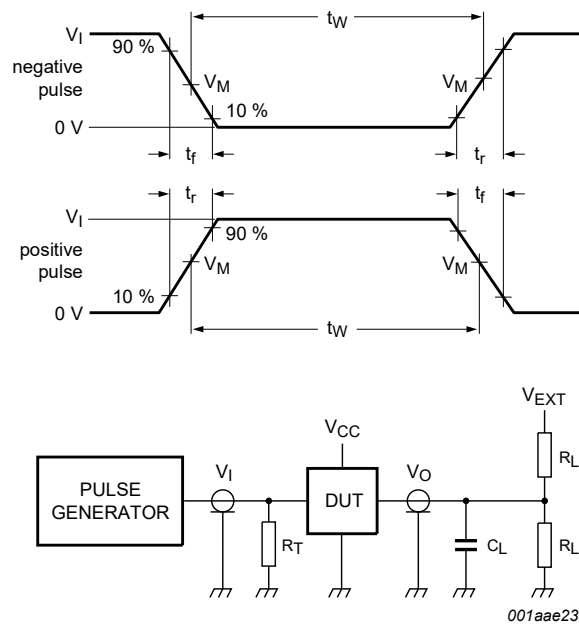 V_I
t_W
90 %
negative
pulse
V_M
V_M
10 %
0 V
t_f
t_r
t_r
t_f
V_I
90 %
positive
pulse
V_M
V_M
10 %
0 V
t_W
V_EXT
V_CC
R_L
V_I
V_O
PULSE
GENERATOR
DUT
R_T
C_L
R_L
001aae23